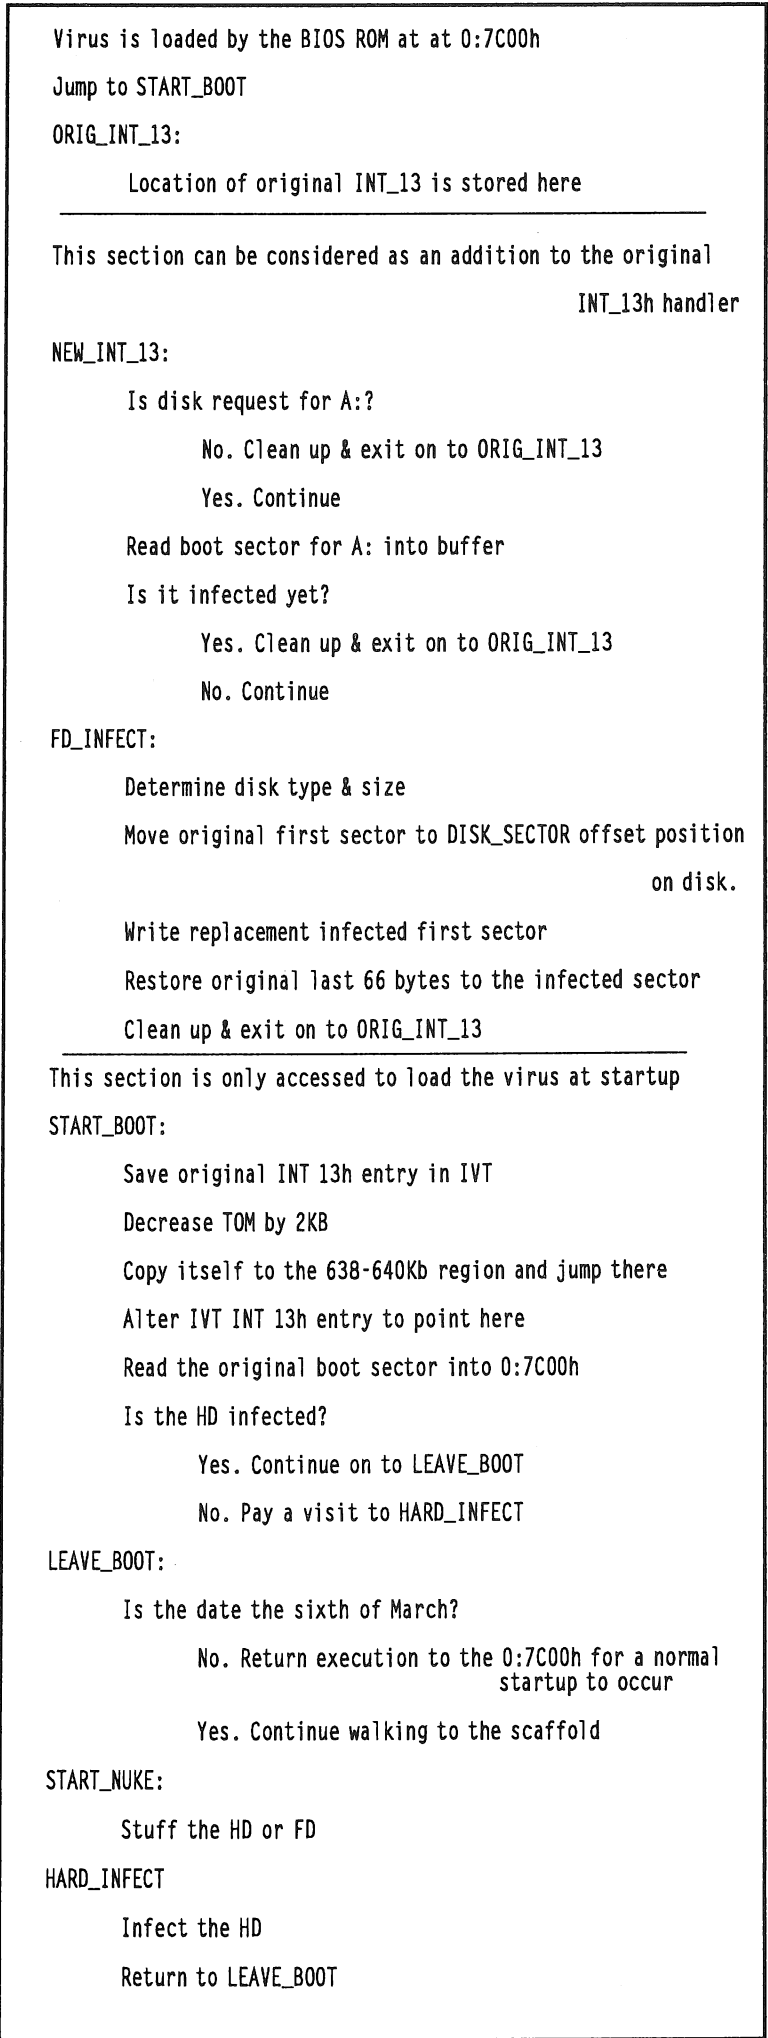 Virus is loaded by the BIOS ROM at at 0:7C00h
Jump to START_BOOT
ORIG_INT_13:
Location of original INT_13 is stored here
This section can be considered as an addition to the original
INT_13h handler
NEW_INT_13:
Is disk request for A:?
No. Clean up & exit on to ORIG_INT_13
Yes. Continue
Read boot sector for A: into buffer
Is it infected yet?
Yes. Clean up & exit on to ORIG_INT_13
No. Continue
FD_INFECT:
Determine disk type & size
Move original first sector to DISK_SECTOR offset position
on disk.
Write replacement infected first sector
Restore original last 66 bytes to the infected sector
Clean up & exit on to ORIG_INT_13
This section is only accessed to load the virus at startup
START_BOOT:
Save original INT 13h entry in IVT
Decrease TOM by 2KB
Copy itself to the 638-640Kb region and jump there
Alter IVT INT 13h entry to point here
Read the original boot sector into 0:7C00h
Is the HD infected?
Yes. Continue on to LEAVE_BOOT
No. Pay a visit to HARD_INFECT
LEAVE_BOOT:
Is the date the sixth of March?
No. Return execution to the 0:7C00h for a normal
startup to occur
Yes. Continue walking to the scaffold
START_NUKE:
Stuff the HD or FD
HARD_INFECT
Infect the HD
Return to LEAVE_BOOT